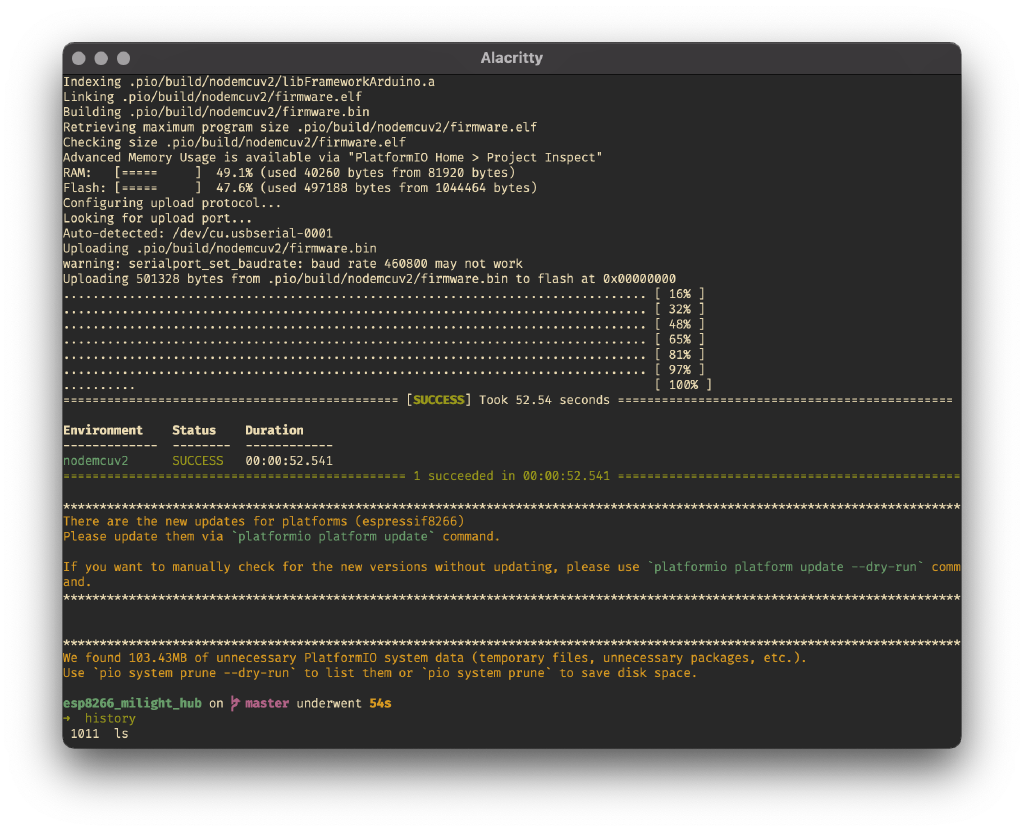 Alacritty
Indexing .pio/build/nodemcuv2/libFrameworkArduino.a
Linking .pio/build/nodemcuv2/firmware.elf
Building .pio/build/nodemcuv2/firmware.bin
Retrieving maximum program size .pio/build/nodemcuv2/firmware.elf
Checking size .pio/build/nodemcuv2/firmware.elf
Advanced Memory Usage is available via "PlatformIO Home > Project Inspect"
RAM:   [=====     ]  49.1% (used 40260 bytes from 81920 bytes)
Flash: [=====     ]  47.6% (used 497188 bytes from 1044464 bytes)
Configuring upload protocol...
Looking for upload port...
Auto-detected: /dev/cu.usbserial-0001
Uploading .pio/build/nodemcuv2/firmware.bin
warning: serialport_set_baudrate: baud rate 460800 may not work
Uploading 501328 bytes from .pio/build/nodemcuv2/firmware.bin to flash at 0x00000000
................................................................................ [ 16% ]
................................................................................ [ 32% ]
................................................................................ [ 48% ]
................................................................................ [ 65% ]
................................................................................ [ 81% ]
................................................................................ [ 97% ]
..........                                                                       [ 100% ]
============================================== [SUCCESS] Took 52.54 seconds ==============================================

Environment    Status    Duration
-------------  --------  ------------
nodemcuv2      SUCCESS   00:00:52.541
=============================================== 1 succeeded in 00:00:52.541 ===============================================

***************************************************************************************************************************
There are the new updates for platforms (espressif8266)
Please update them via `platformio platform update` command.

If you want to manually check for the new versions without updating, please use `platformio platform update --dry-run` comm
and.
***************************************************************************************************************************

***************************************************************************************************************************
We found 103.43MB of unnecessary PlatformIO system data (temporary files, unnecessary packages, etc.).
Use `pio system prune --dry-run` to list them or `pio system prune` to save disk space.

esp8266_milight_hub on master underwent 54s
➜  history
 1011  ls